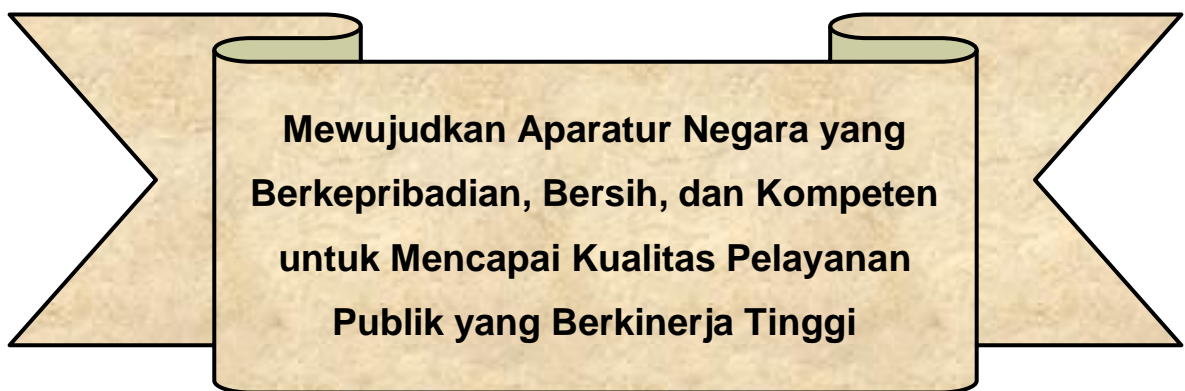 Mewujudkan Aparatur Negara yang
Berkepribadian, Bersih, dan Kompeten
untuk Mencapai Kualitas Pelayanan
Publik yang Berkinerja Tinggi